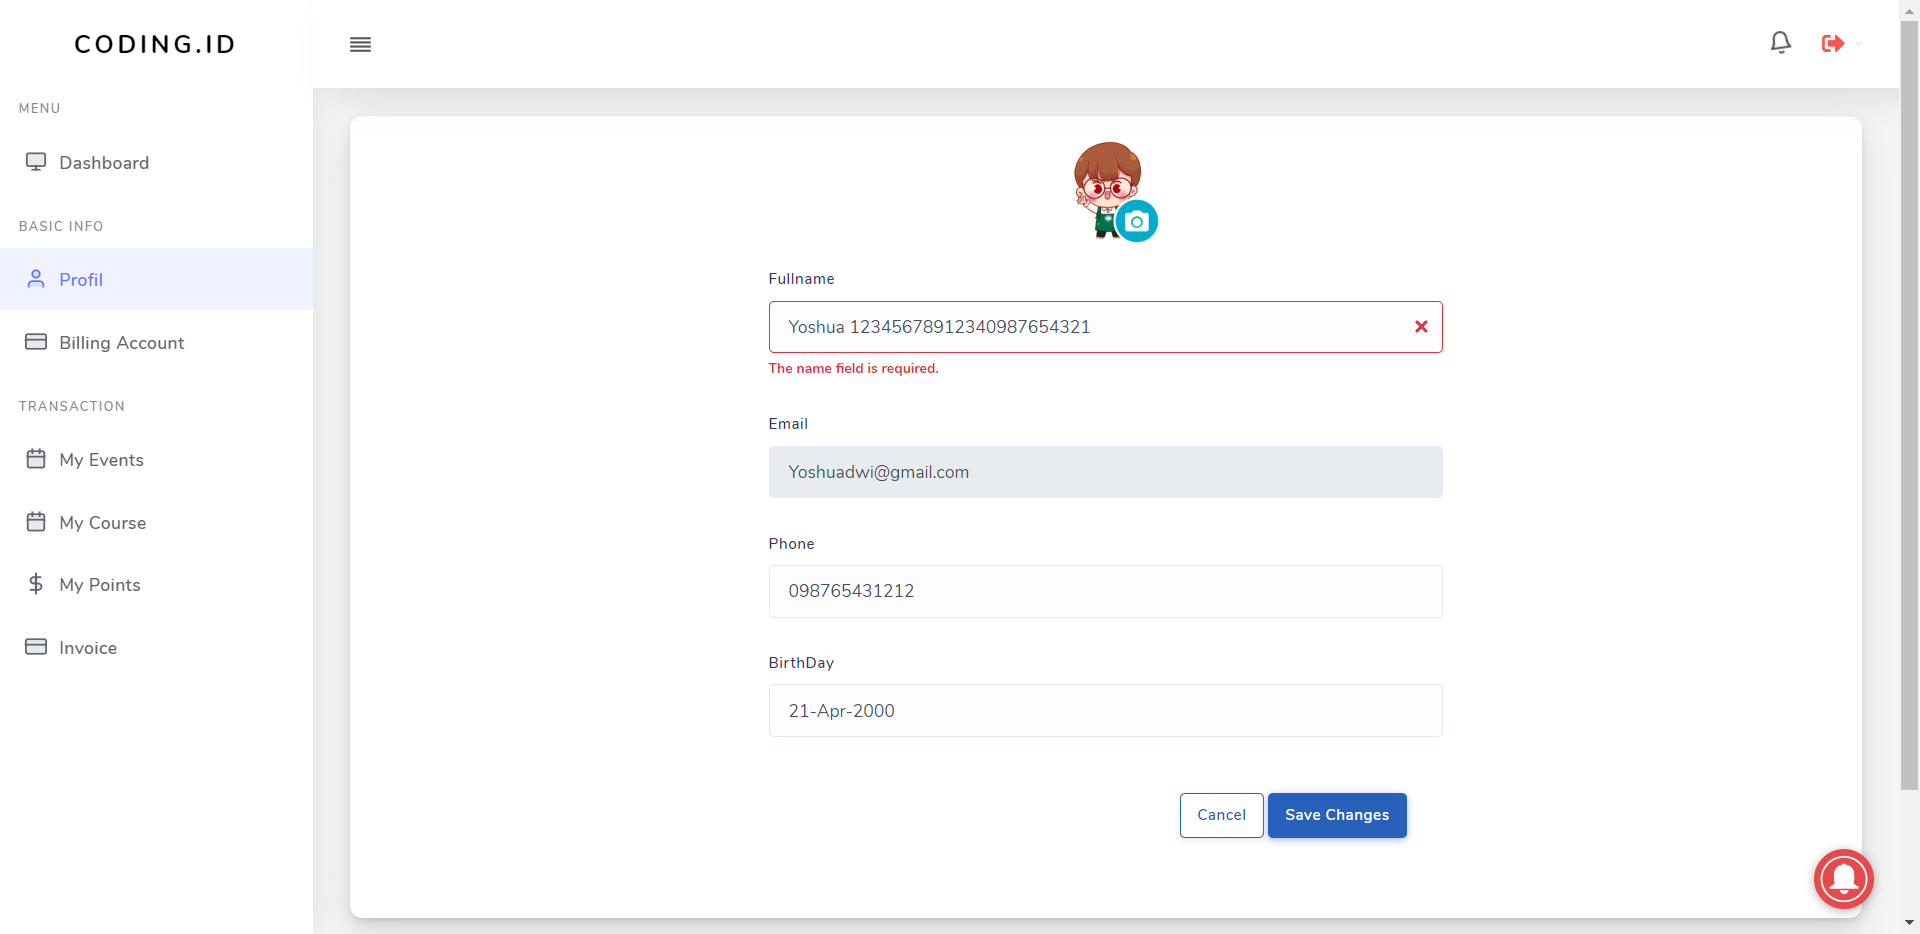 CODING.ID
MENU
Dashboard
BASIC INFO
Profil
Billing Account
TRANSACTION
My Events
My Course
My Points
Invoice
Fullname
Yoshua 12345678912340987654321
The name field is required.
Email
Yoshuadwi@gmail.com
Phone
098765431212
BirthDay
21-Apr-2000
Cancel
Save Changes